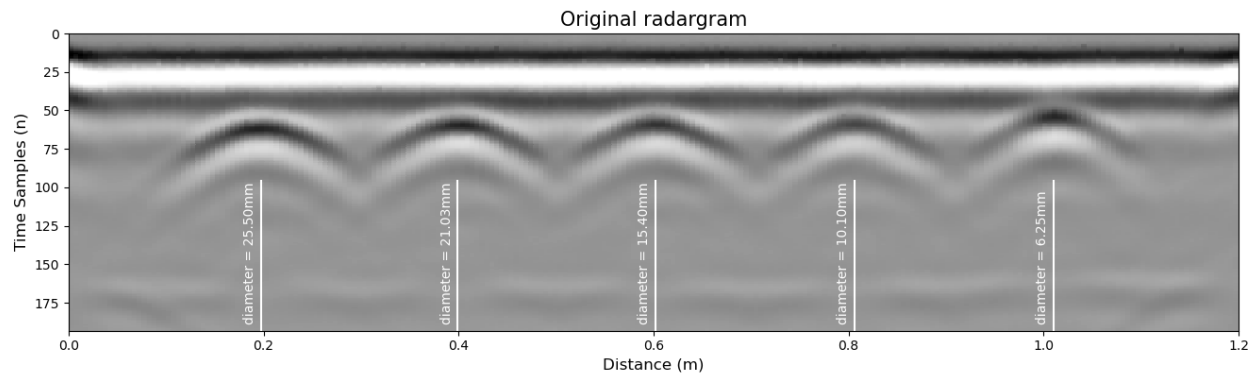 Original radargram
Time Samples (n)
0
25
50
75
100
125
150
175
diameter = 25.50mm
diameter = 21.03mm
diameter = 15.40mm
diameter = 10.10mm
diameter = 6.25mm
0.0
0.2
0.4
0.6
0.8
1.0
1.2
Distance (m)